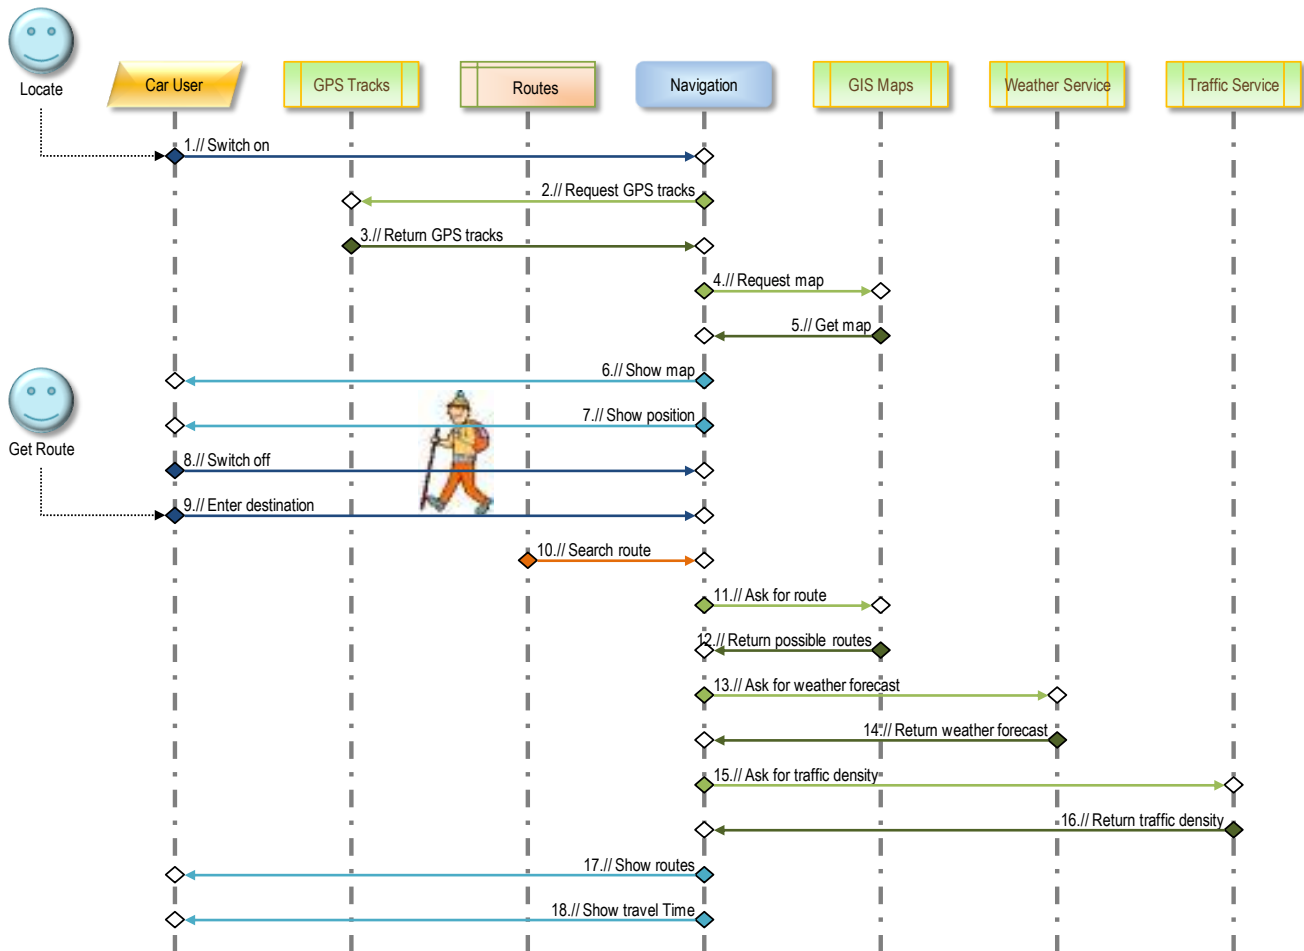 Locate
Car User
GPS Tracks
Routes
Navigation
GIS Maps
Weather Service
Traffic Service
1.// Switch on
2.// Request GPS tracks
3.// Return GPS tracks
4.// Request map
5.// Get map
6.// Show map
7.// Show position
Get Route
8.// Switch off
9.// Enter destination
10.// Search route
11.// Ask for route
12.// Return possible routes
13.// Ask for weather forecast
14.// Return weather forecast
15.// Ask for traffic density
16.// Return traffic density
17.// Show routes
18.// Show travel Time